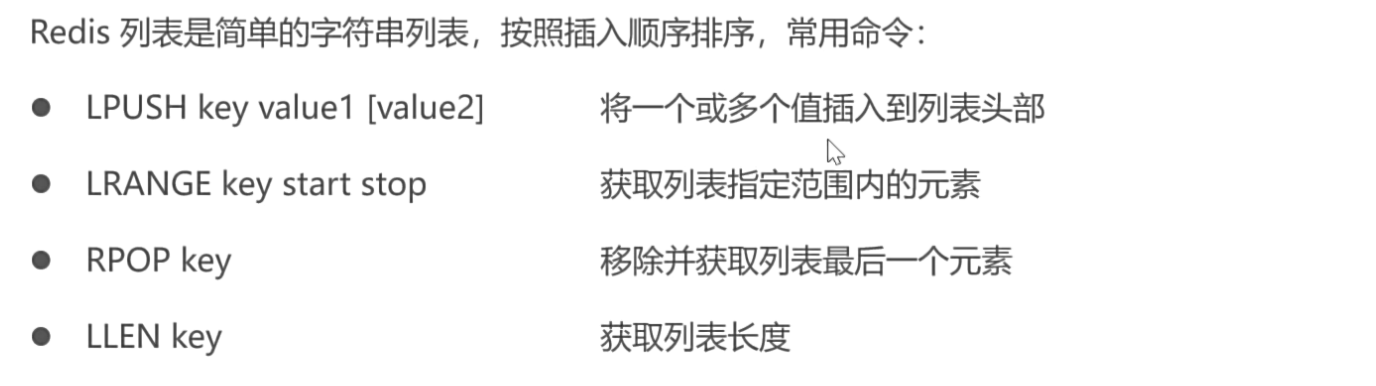 Redis 列表是简单的字符串列表，按照插入顺序排序，常用命令：
● LPUSH key value1 [value2] 将一个或多个值插入到列表头部
● LRANGE key start stop 获取列表指定范围内的元素
● RPOP key 移除并获取列表最后一个元素
● LLEN key 获取列表长度